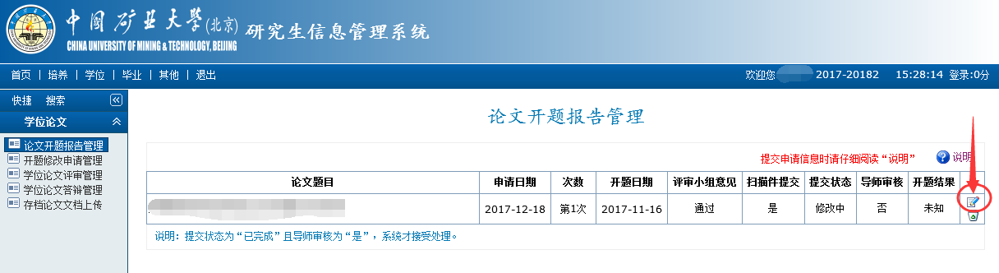 中国矿业大学(北京)
CHINA UNIVERSITY OF MINING & TECHNOLOGY, BEIJING
研究生信息管理系统
首页 | 培养 | 学位 | 毕业 | 其他 | 退出
欢迎您 2017-20182 15:28:14 登录:0分
快捷 搜索
学位论文
论文开题报告管理
开题修改申请管理
学位论文评审管理
学位论文答辩管理
存档论文文档上传
论文开题报告管理
提交申请信息时请仔细阅读“说明” 说明
论文题目 申请日期 次数 开题日期 评审小组意见 扫描件提交 提交状态 导师审核 开题结果
2017-12-18 第1次 2017-11-16 通过 是 修改中 否 未知
说明：提交状态为“已完成”且导师审核为“是”，系统才接受处理。